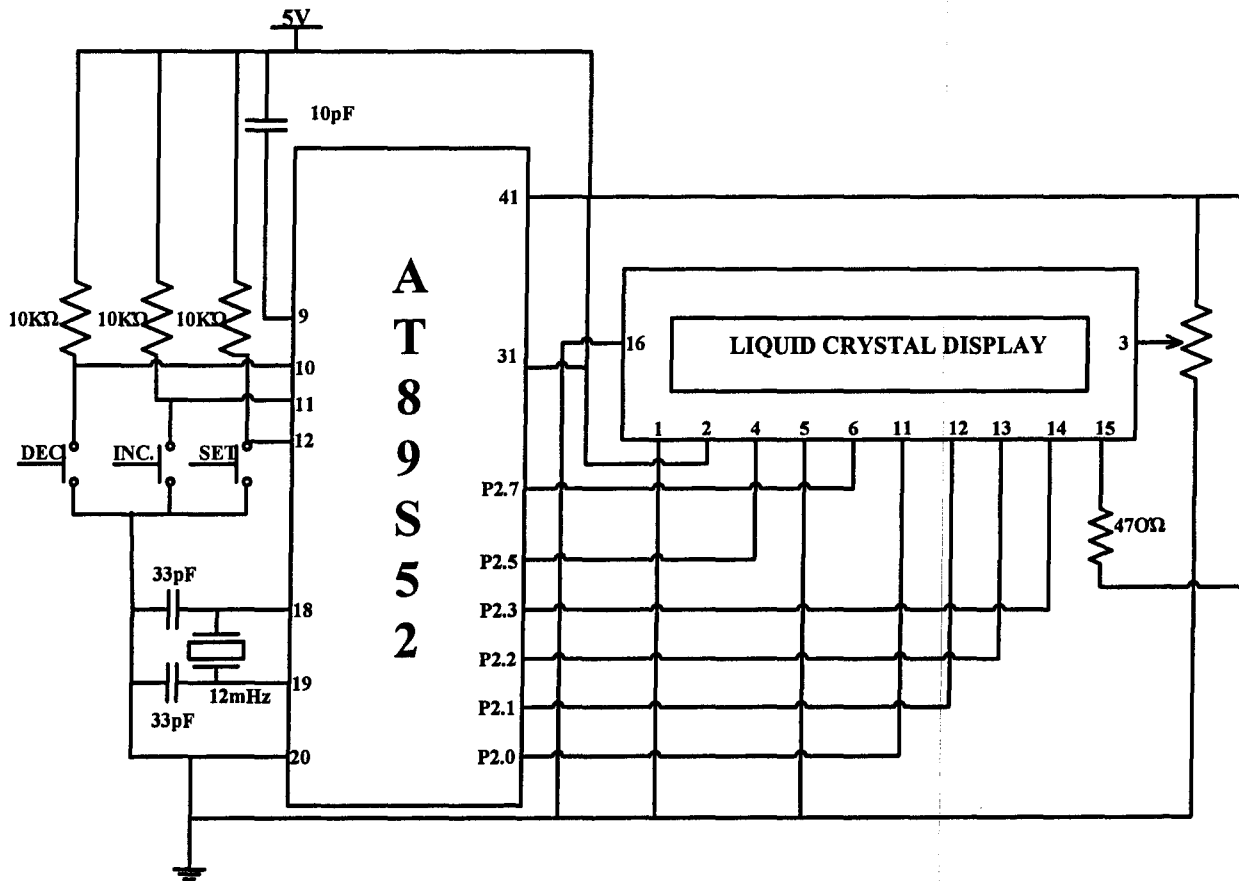 5V
10pF
41
A
T
8
9
S
5
2
10KΩ 10KΩ 10KΩ
9
10
11
12
31
16
LIQUID CRYSTAL DISPLAY
3
1 2 4 5 6 11 12 13 14 15
DEC INC. SET
P2.7
P2.5
P2.3
P2.2
P2.1
P2.0
47OΩ
33pF
18
19
12mHz
33pF
20